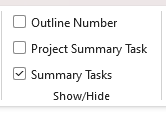 Outline Number
Project Summary Task
Summary Tasks
Show/Hide